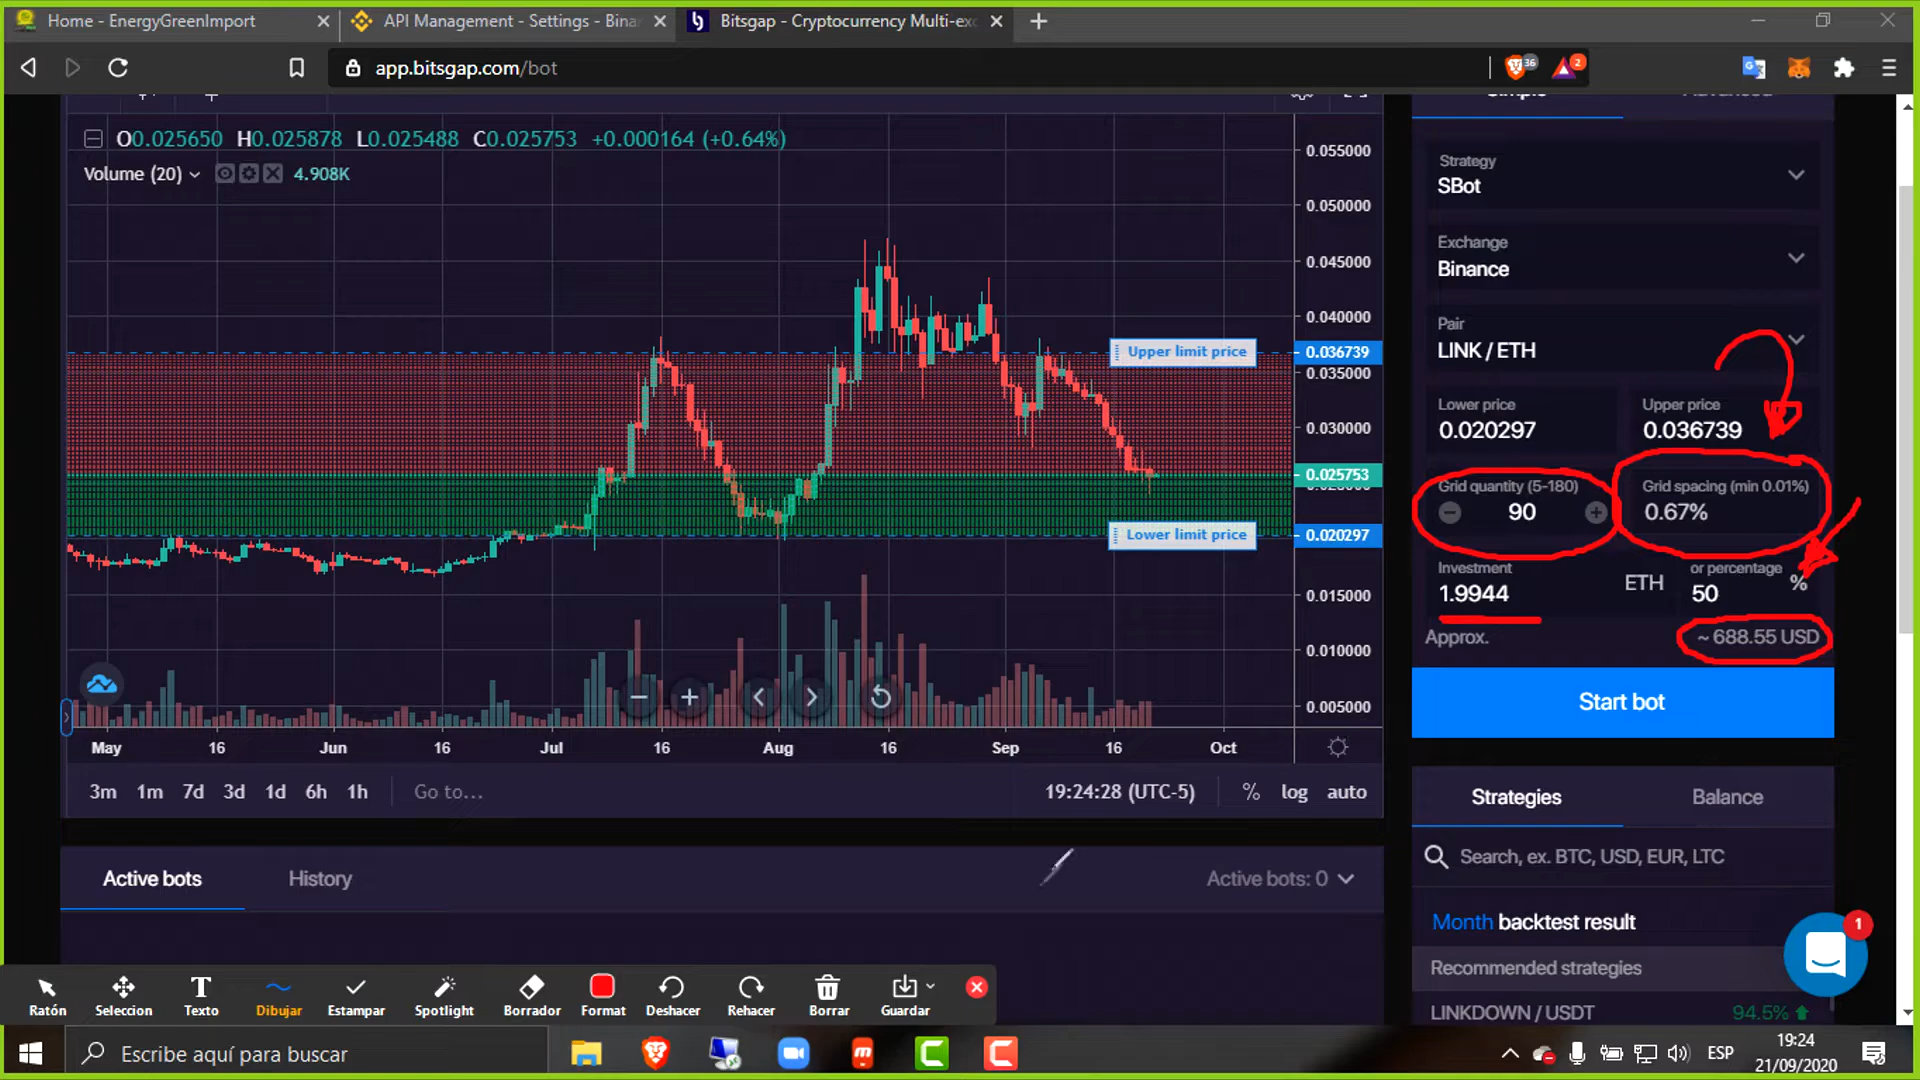 Home - EnergyGreenImport
API Management - Settings - Binan
Bitsgap - Cryptocurrency Multi-ex
app.bitsgap.com/bot
36
2
O0.025650 H0.025878 L0.025488 C0.025753 +0.000164 (+0.64%)
Volume (20) 4.908K
0.055000
0.050000
0.045000
0.040000
Upper limit price
0.036739
0.035000
0.030000
0.025753
Lower limit price
0.020297
0.015000
0.010000
0.005000
May 16 Jun 16 Jul 16 Aug 16 Sep 16 Oct
3m 1m 7d 3d 1d 6h 1h Go to...
19:24:28 (UTC-5) % log auto
Active bots History
Active bots: 0
Simple Advanced
Strategy
SBot
Exchange
Binance
Pair
LINK / ETH
Lower price
0.020297
Upper price
0.036739
Grid quantity (5-180)
90
Grid spacing (min 0.01%)
0.67%
Investment
1.9944 ETH
or percentage
50 %
Approx. ~ 688.55 USD
Start bot
Strategies Balance
Search, ex. BTC, USD, EUR, LTC
Month backtest result
Recommended strategies
LINKDOWN / USDT 94.5%
1
Ratón Seleccion Texto Dibujar Estampar Spotlight Borrador Format Deshacer Rehacer Borrar Guardar
Escribe aquí para buscar
ESP
19:24
21/09/2020